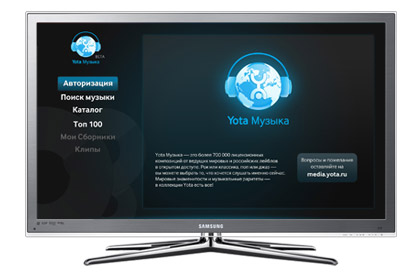 BETA
Yota Музыка
Авторизация
Поиск музыки
Каталог
Топ 100
Мои Сборники
Клипы
Yota Музыка
Yota Музыка — это более 700 000 лицензионных
композиций от ведущих мировых и российских лейблов
в открытом доступе. Рок или классика, поп или джаз —
вы можете выбрать то, что хочется слушать именно сейчас.
Мировые знаменитости и музыкальные раритеты —
в коллекции Yota есть все!
Вопросы и пожелания
оставляйте на
media.yota.ru
SAMSUNG